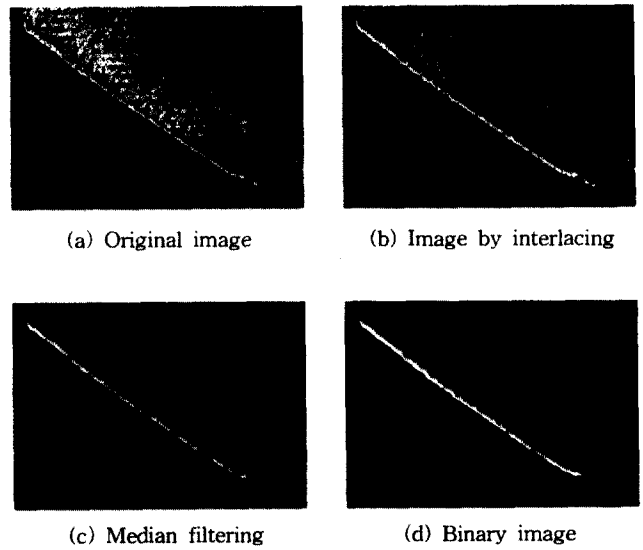 (a) Original image
(b) Image by interlacing
(c) Median filtering
(d) Binary image